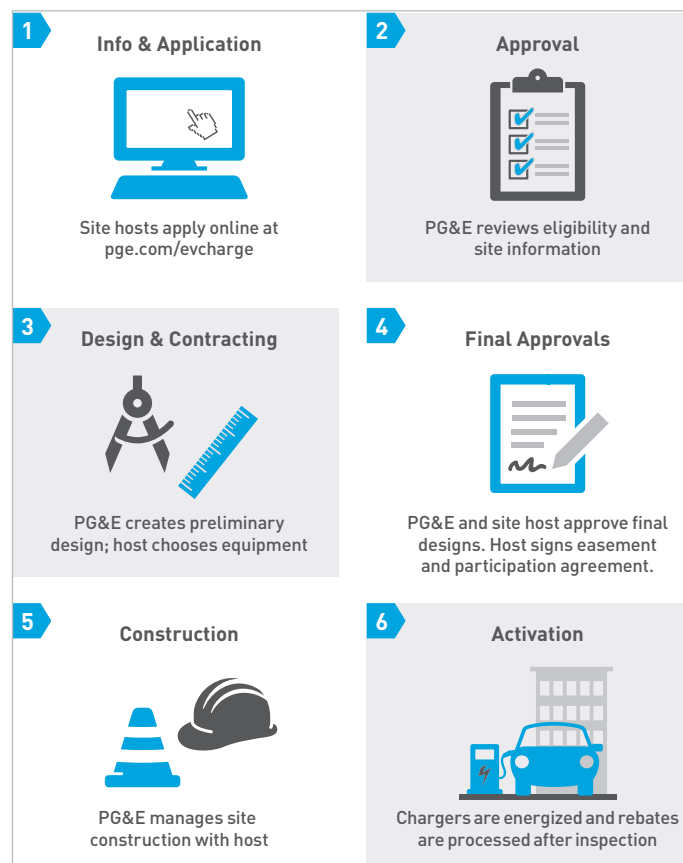 1
Info & Application
Site hosts apply online at
pge.com/evcharge
2
Approval
PG&E reviews eligibility and
site information
3
Design & Contracting
PG&E creates preliminary
design; host chooses equipment
4
Final Approvals
PG&E and site host approve final
designs. Host signs easement
and participation agreement.
5
Construction
PG&E manages site
construction with host
6
Activation
Chargers are energized and rebates
are processed after inspection